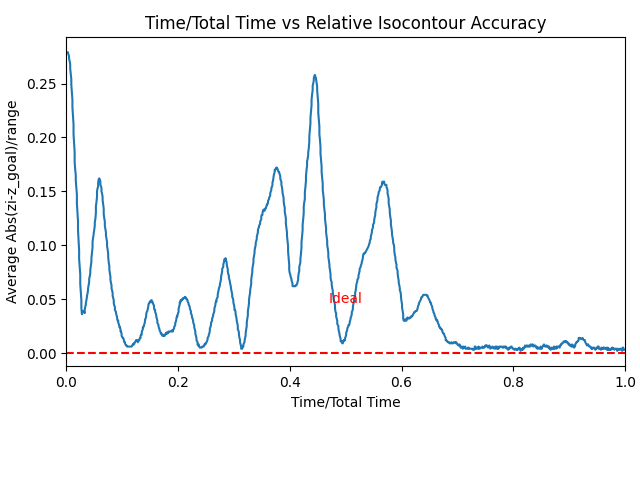 Time/Total Time vs Relative Isocontour Accuracy
Average Abs(zi-z_goal)/range
0.25
0.20
0.15
0.10
0.05
0.00
Ideal
0.0 0.2 0.4 0.6 0.8 1.0
Time/Total Time